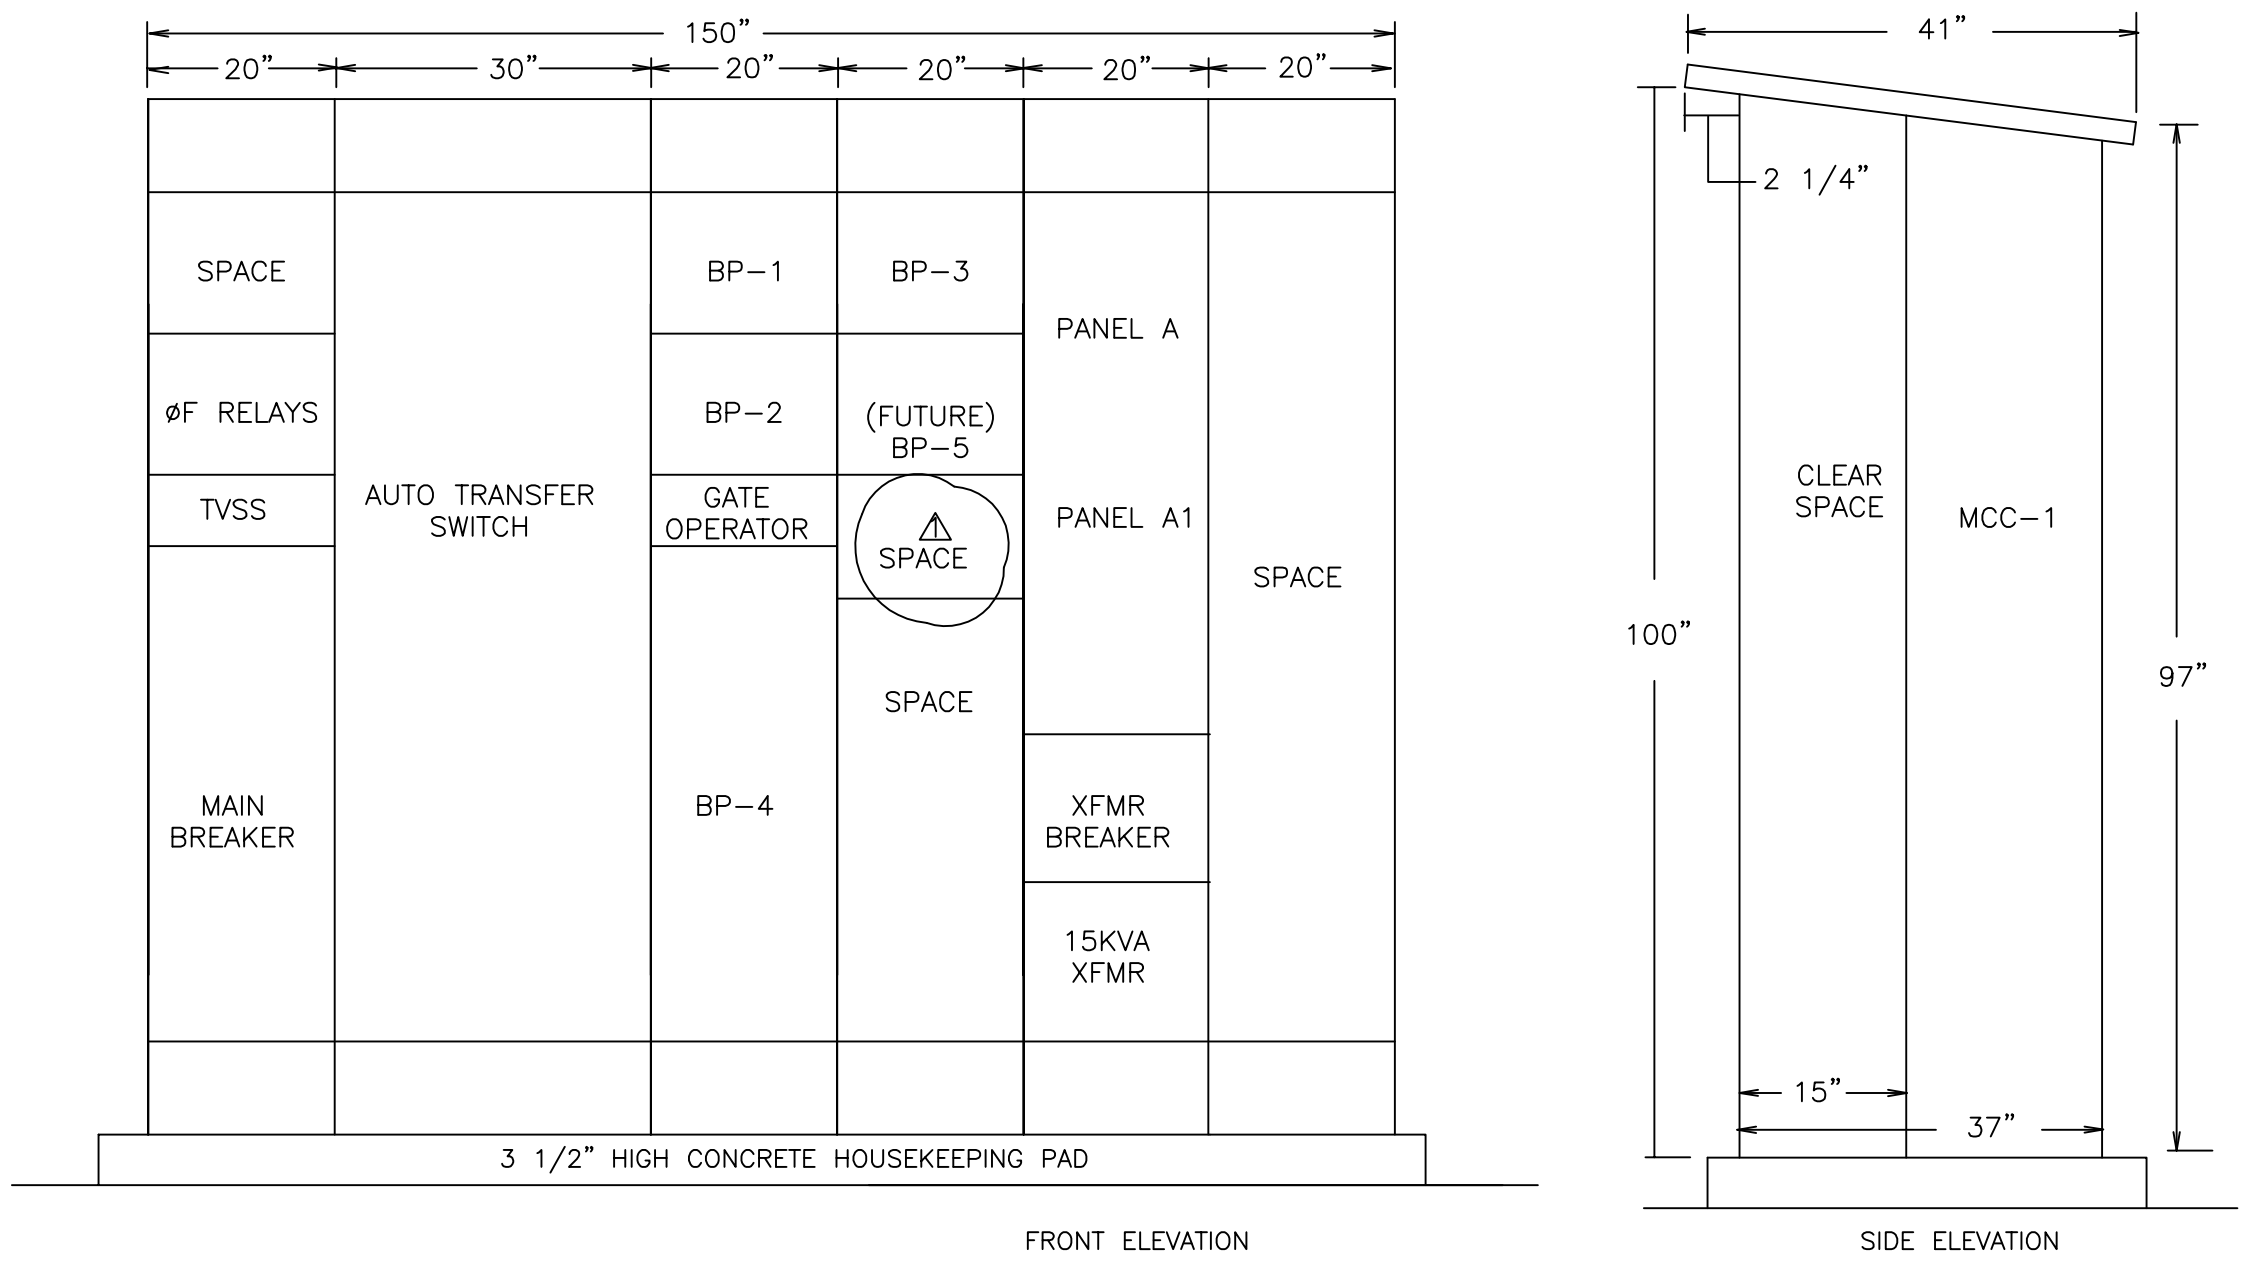 150”
20”
30”
20”
20”
20”
20”
SPACE
BP-1
BP-3
PANEL A
ØF RELAYS
BP-2
(FUTURE)
BP-5
TVSS
AUTO TRANSFER
SWITCH
GATE
OPERATOR
1
SPACE
PANEL A1
SPACE
SPACE
MAIN
BREAKER
BP-4
XFMR
BREAKER
15KVA
XFMR
3 1/2” HIGH CONCRETE HOUSEKEEPING PAD
FRONT ELEVATION
41”
2 1/4”
CLEAR
SPACE
MCC-1
100”
97”
15”
37”
SIDE ELEVATION